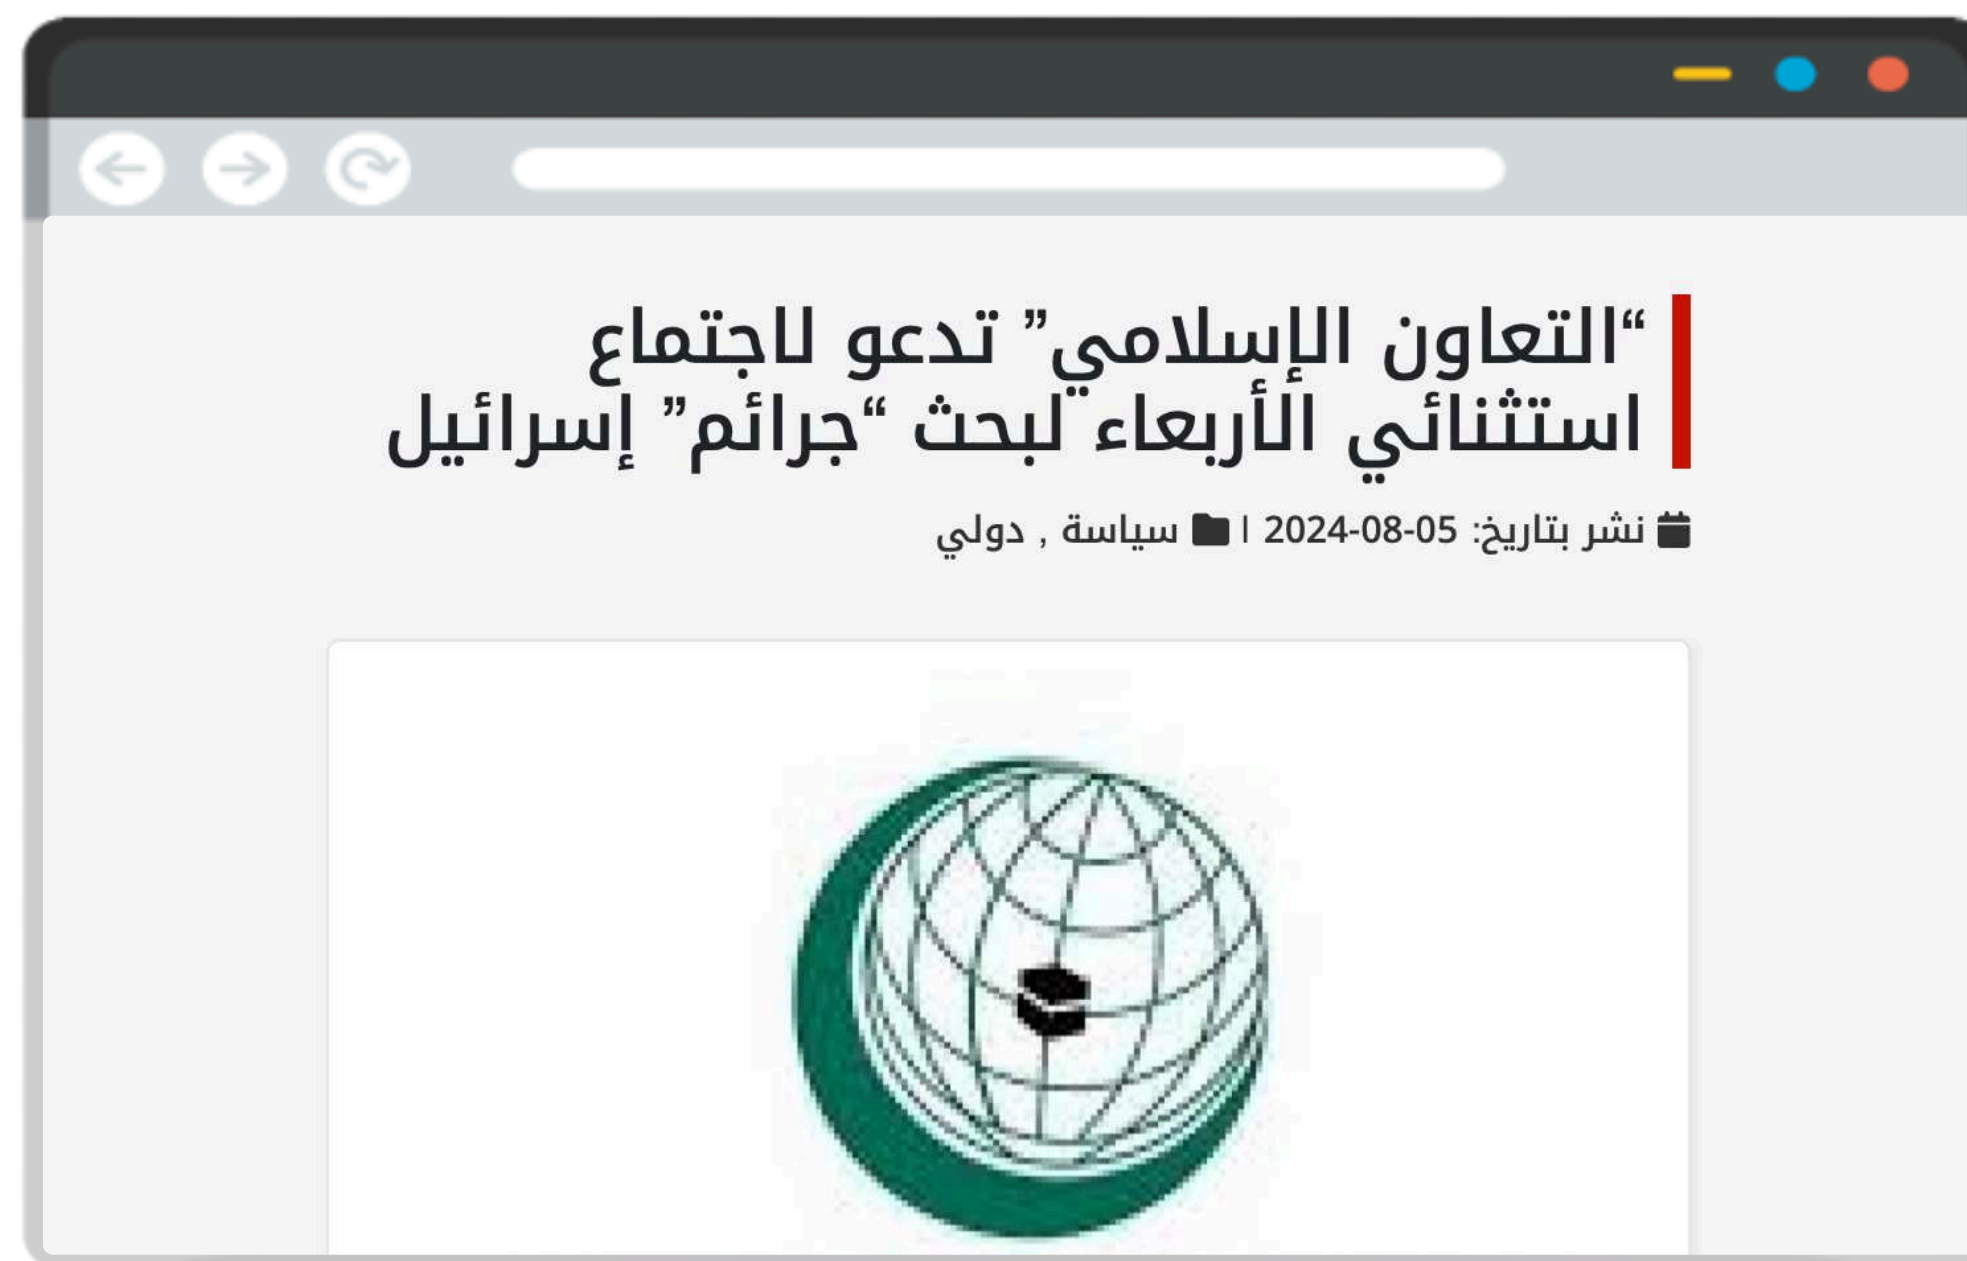 “التعاون الإسلامي” تدعو لاجتماع
استثنائي الأربعاء لبحث “جرائم” إسرائيل
نشر بتاريخ: 05-08-2024 | سياسة , دولي